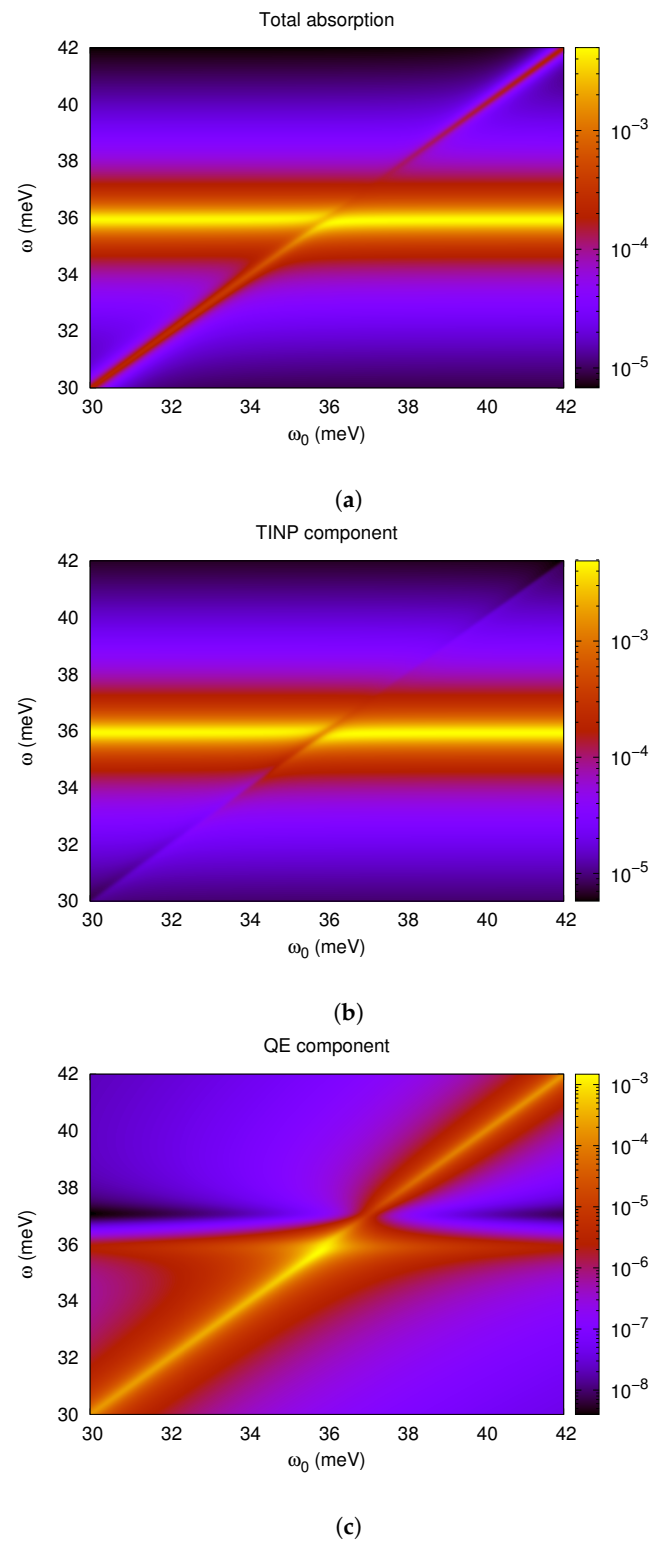 Total absorption
42
40
38
36
34
32
30
ω (meV)
30 32 34 36 38 40 42
ω₀ (meV)
10⁻³
10⁻⁴
10⁻⁵
(a)
TINP component
42
40
38
36
34
32
30
ω (meV)
30 32 34 36 38 40 42
ω₀ (meV)
10⁻³
10⁻⁴
10⁻⁵
(b)
QE component
42
40
38
36
34
32
30
ω (meV)
30 32 34 36 38 40 42
ω₀ (meV)
10⁻³
10⁻⁴
10⁻⁵
10⁻⁶
10⁻⁷
10⁻⁸
(c)